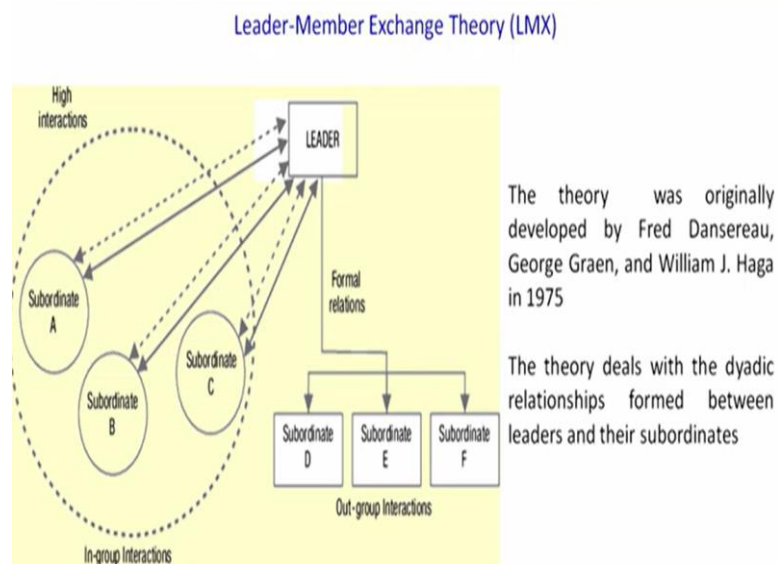 Leader-Member Exchange Theory (LMX)
High
interactions
LEADER
Subordinate
A
Subordinate
B
Subordinate
C
Formal
relations
Subordinate
D
Subordinate
E
Subordinate
F
Out-group Interactions
In-group Interactions
The theory was originally
developed by Fred Dansereau,
George Graen, and William J. Haga
in 1975
The theory deals with the dyadic
relationships formed between
leaders and their subordinates